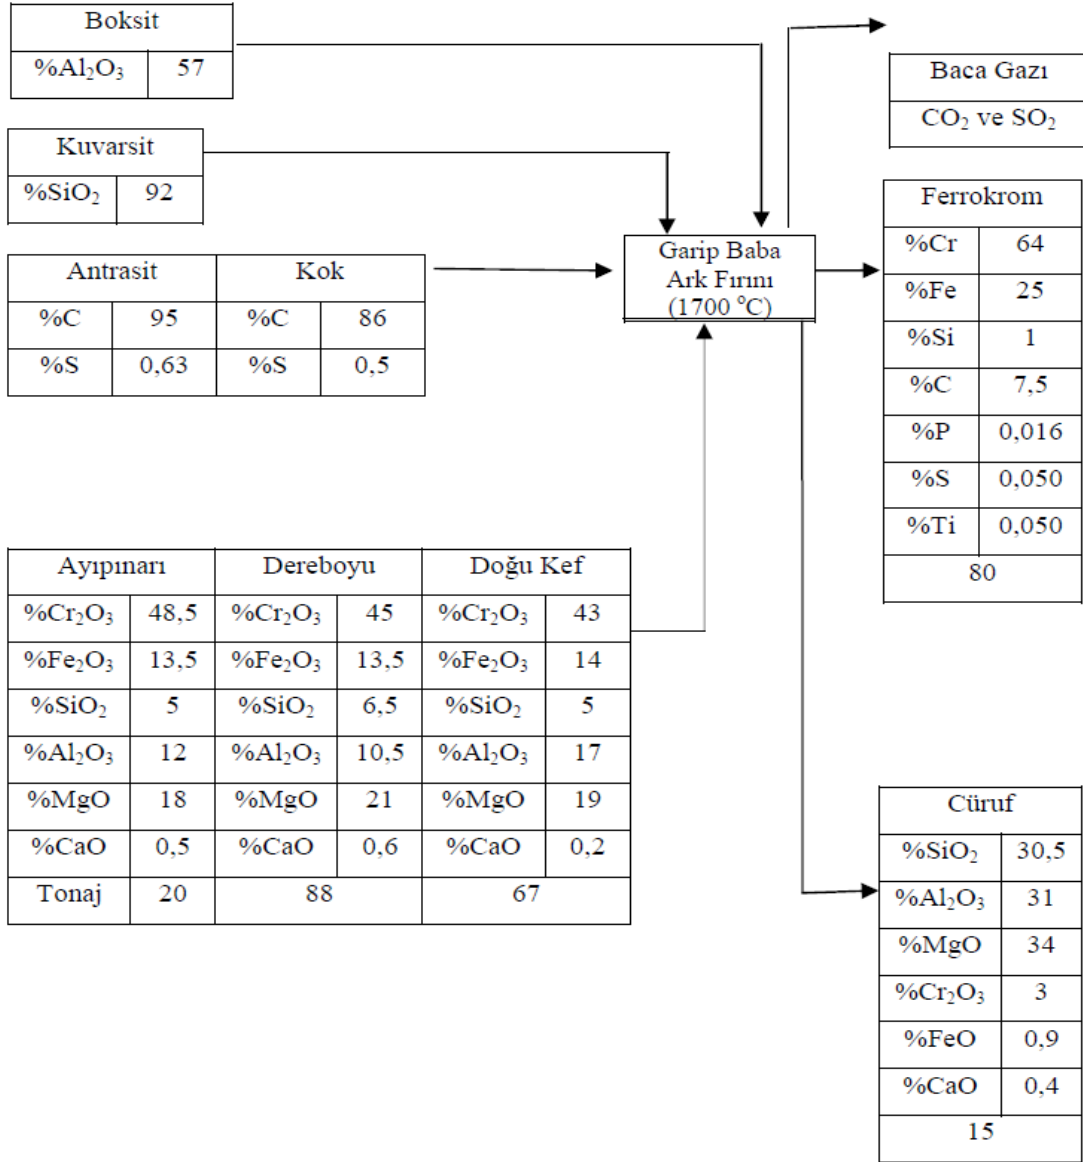 Boksit
%Al₂O₃ 57
Kuvarsit
%SiO₂ 92
Antrasit Kok
%C 95 %C 86
%S 0,63 %S 0,5
Garip Baba
Ark Fırını
(1700 °C)
Baca Gazı
CO₂ ve SO₂
Ferrokrom
%Cr 64
%Fe 25
%Si 1
%C 7,5
%P 0,016
%S 0,050
%Ti 0,050
80
Ayıpınarı Dereboyu Doğu Kef
%Cr₂O₃ 48,5 %Cr₂O₃ 45 %Cr₂O₃ 43
%Fe₂O₃ 13,5 %Fe₂O₃ 13,5 %Fe₂O₃ 14
%SiO₂ 5 %SiO₂ 6,5 %SiO₂ 5
%Al₂O₃ 12 %Al₂O₃ 10,5 %Al₂O₃ 17
%MgO 18 %MgO 21 %MgO 19
%CaO 0,5 %CaO 0,6 %CaO 0,2
Tonaj 20 88 67
Cüruf
%SiO₂ 30,5
%Al₂O₃ 31
%MgO 34
%Cr₂O₃ 3
%FeO 0,9
%CaO 0,4
15